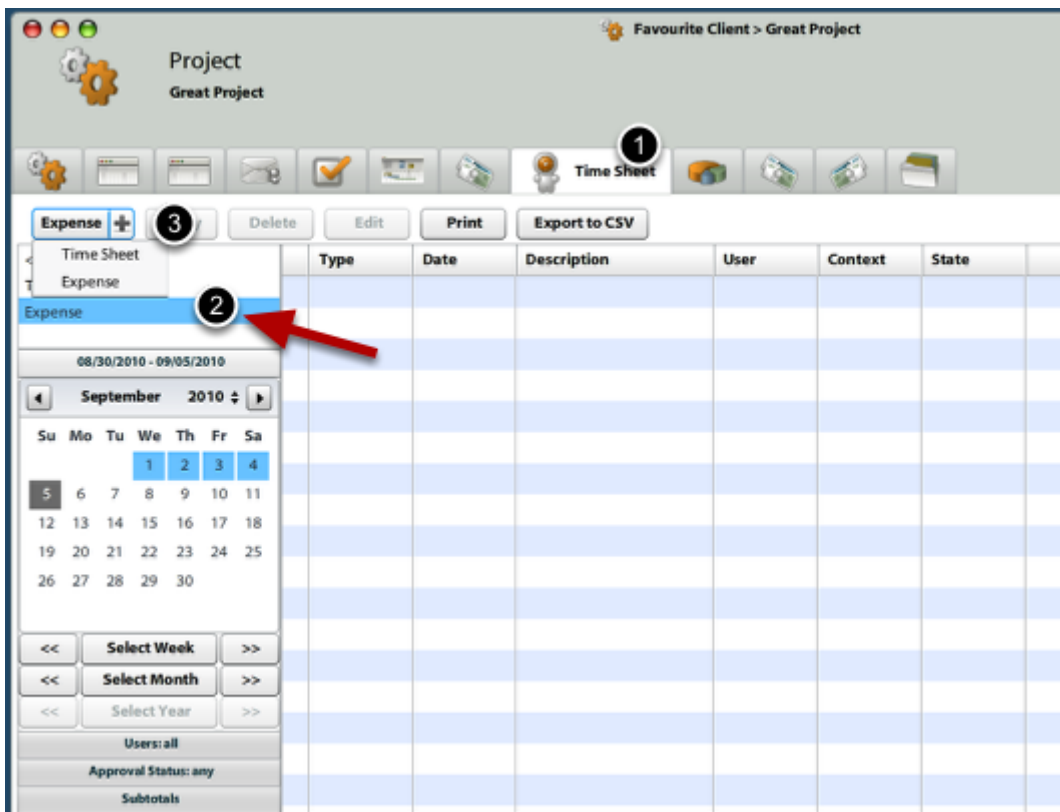 Favourite Client > Great Project
Project
Great Project
1
Time Sheet
Expense
3
Delete
Edit
Print
Export to CSV
Time Sheet
Expense
Type
Date
Description
User
Context
State
Expense
2
08/30/2010 - 09/05/2010
September 2010
Su Mo Tu We Th Fr Sa
1 2 3 4
5 6 7 8 9 10 11
12 13 14 15 16 17 18
19 20 21 22 23 24 25
26 27 28 29 30
<< Select Week >>
<< Select Month >>
<< Select Year >>
Users: all
Approval Status: any
Subtotals